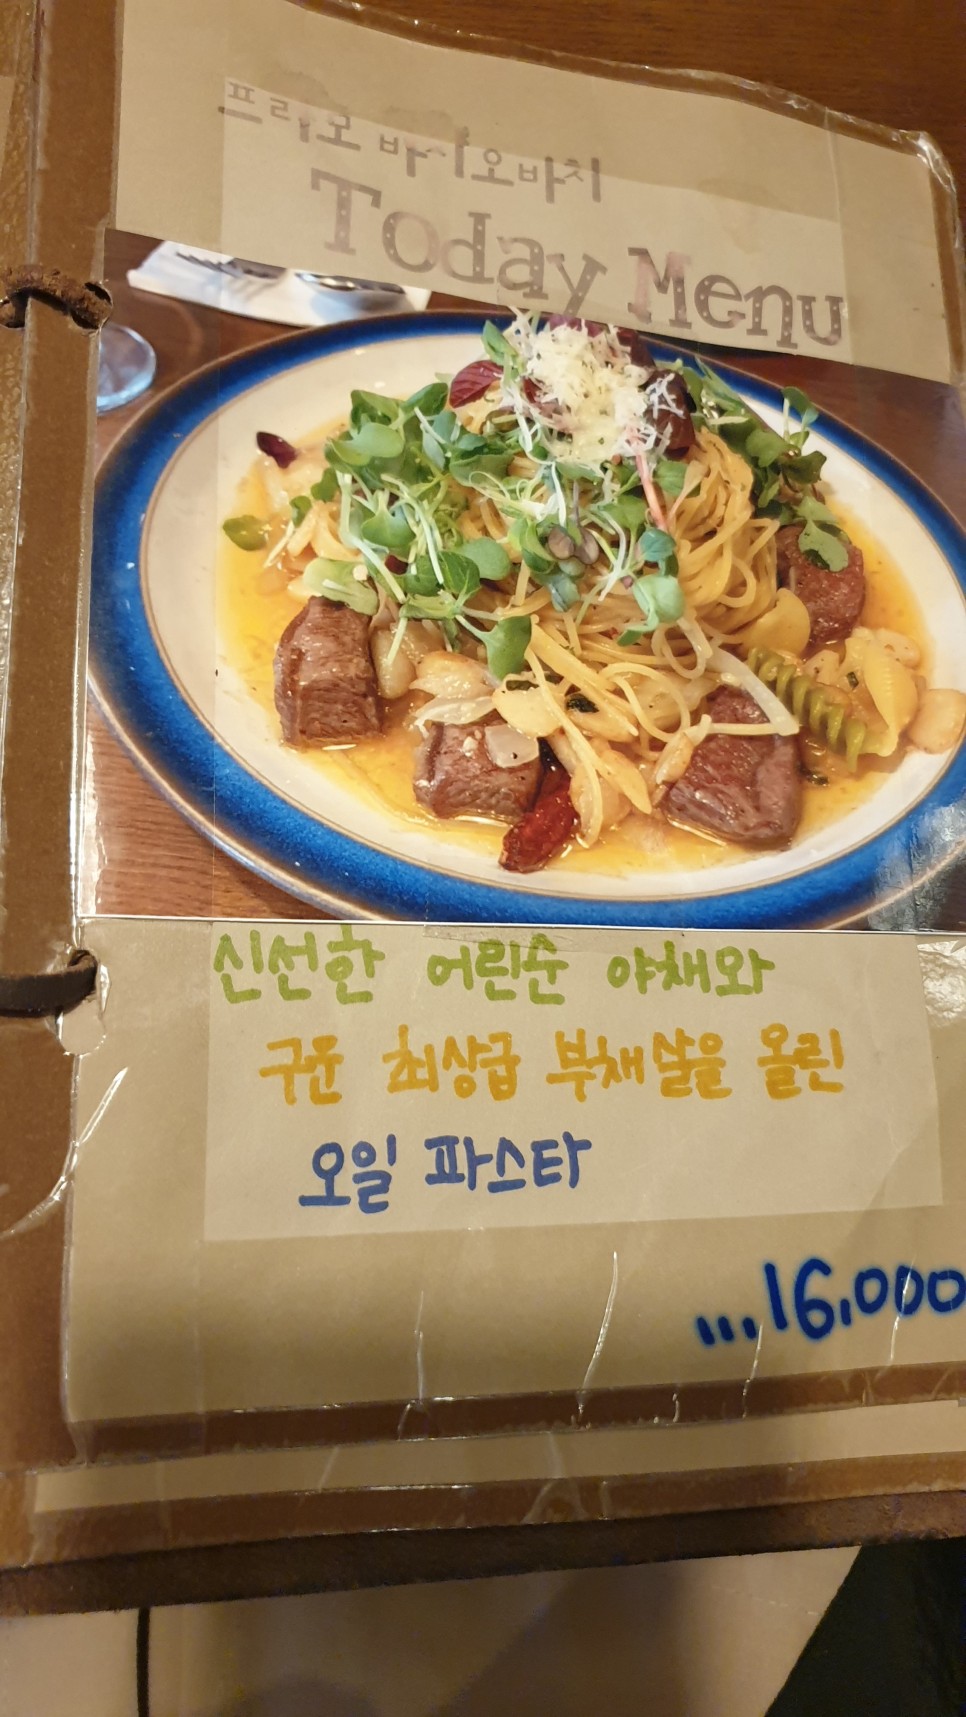 프리모 바치오바치
Today Menu
신선한 어린순 야채와
구운 최상급 부채살을 올린
오일 파스타
...16,000